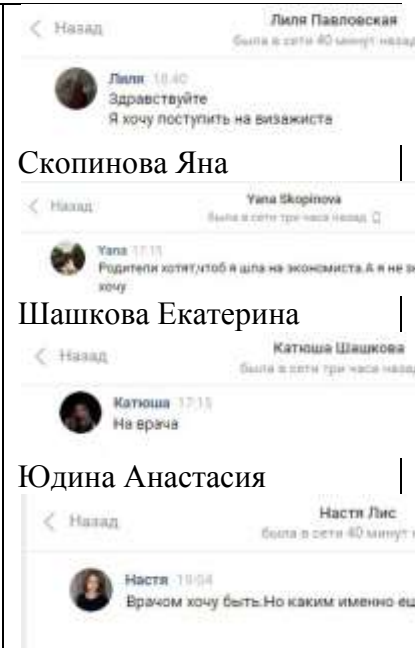 Назад
Лиля Павловская
была в сети 40 минут назад
Лиля 18:40
Здравствуйте
Я хочу поступить на визажиста
Скопинова Яна
Назад
Yana Skopinova
была в сети три часа назад
Yana 17:15
Родители хотят,чтоб я шла на экономиста.А я не
хочу
Шашкова Екатерина
Назад
Катюша Шашкова
была в сети три часа назад
Катюша 17:15
На врача
Юдина Анастасия
Назад
Настя Лис
была в сети 40 минут
Настя 19:04
Врачом хочу быть.Но каким именно ещ